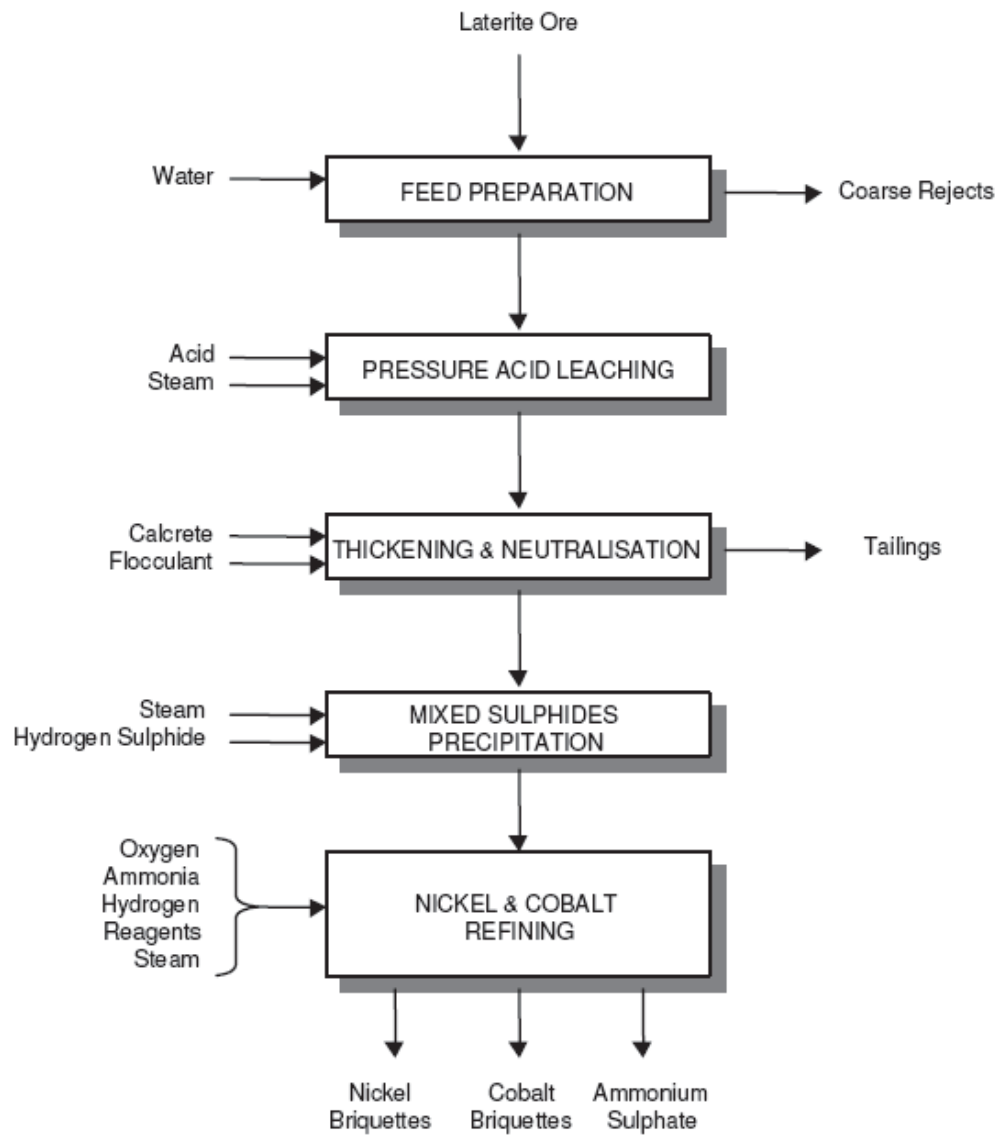 Laterite Ore
Water
FEED PREPARATION
Coarse Rejects
Acid
Steam
PRESSURE ACID LEACHING
Calcrete
Flocculant
THICKENING & NEUTRALISATION
Tailings
Steam
Hydrogen Sulphide
MIXED SULPHIDES
PRECIPITATION
Oxygen
Ammonia
Hydrogen
Reagents
Steam
NICKEL & COBALT
REFINING
Nickel
Briquettes
Cobalt
Briquettes
Ammonium
Sulphate